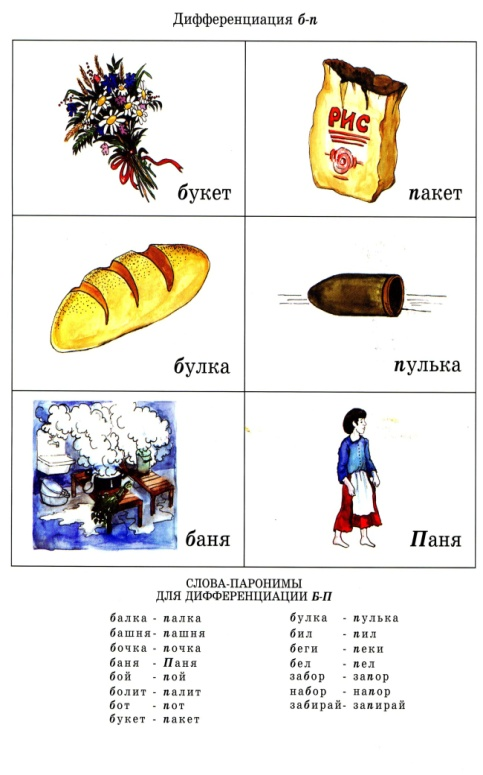 Дифференциация б-п
РИС
букет
пакет
булка
пулька
баня
Паня
СЛОВА-ПАРОНИМЫ
ДЛЯ ДИФФЕРЕНЦИАЦИИ Б-П
балка - палка
башня - пашня
бочка - почка
баня - Паня
бой - пой
болит - палит
бот - пот
букет - пакет
булка - пулька
бил - пил
беги - пеки
бел - пел
забор - запор
набор - напор
забирай- запирай